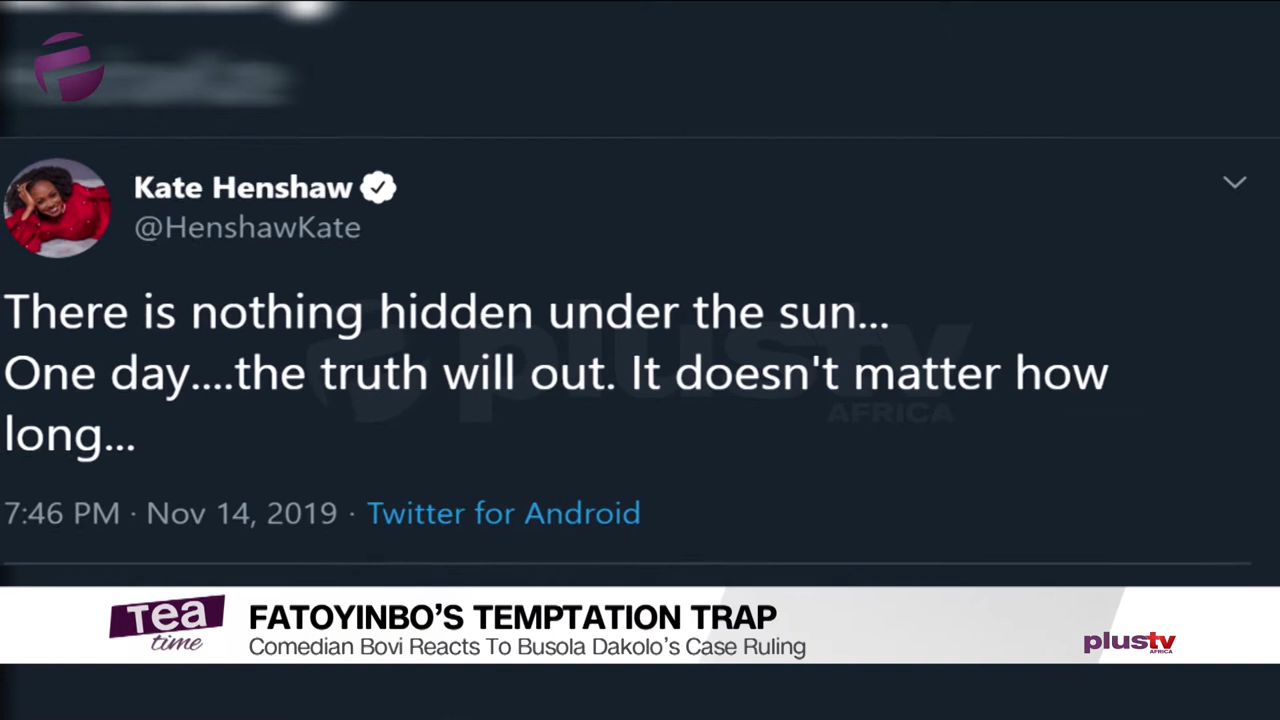 Kate Henshaw
@HenshawKate
There is nothing hidden under the sun...
One day....the truth will out. It doesn't matter how
long...
7:46 PM · Nov 14, 2019 · Twitter for Android
plustv
AFRICA
Tea
time
FATOYINBO'S TEMPTATION TRAP
Comedian Bovi Reacts To Busola Dakolo's Case Ruling
plustv
AFRICA